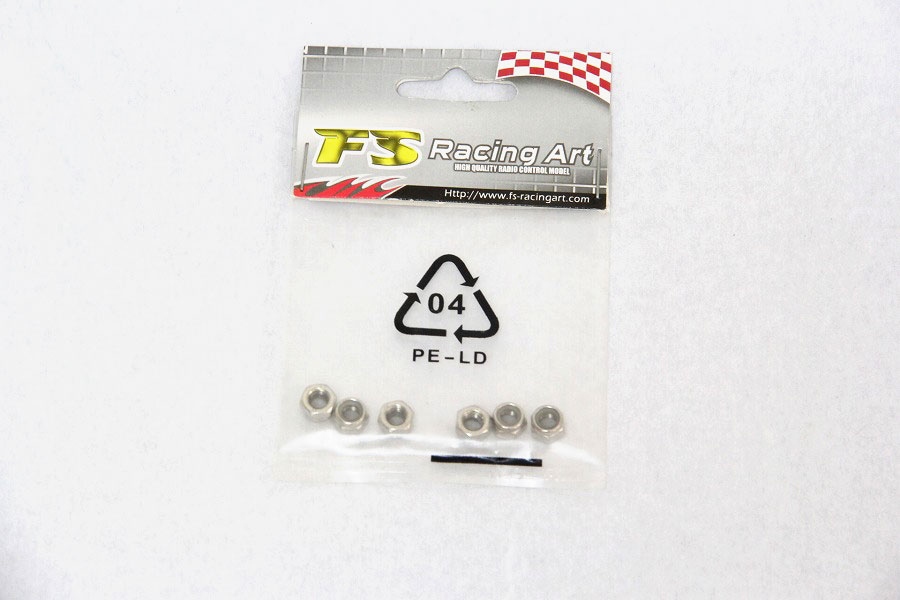 FS Racing Art
HIGH QUALITY RADIO CONTROL MODEL
Http://www.fs-racingart.com
04
PE-LD